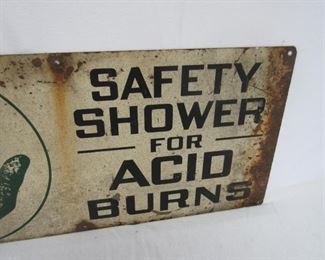 SAFETY
SHOWER
FOR
ACID
BURNS